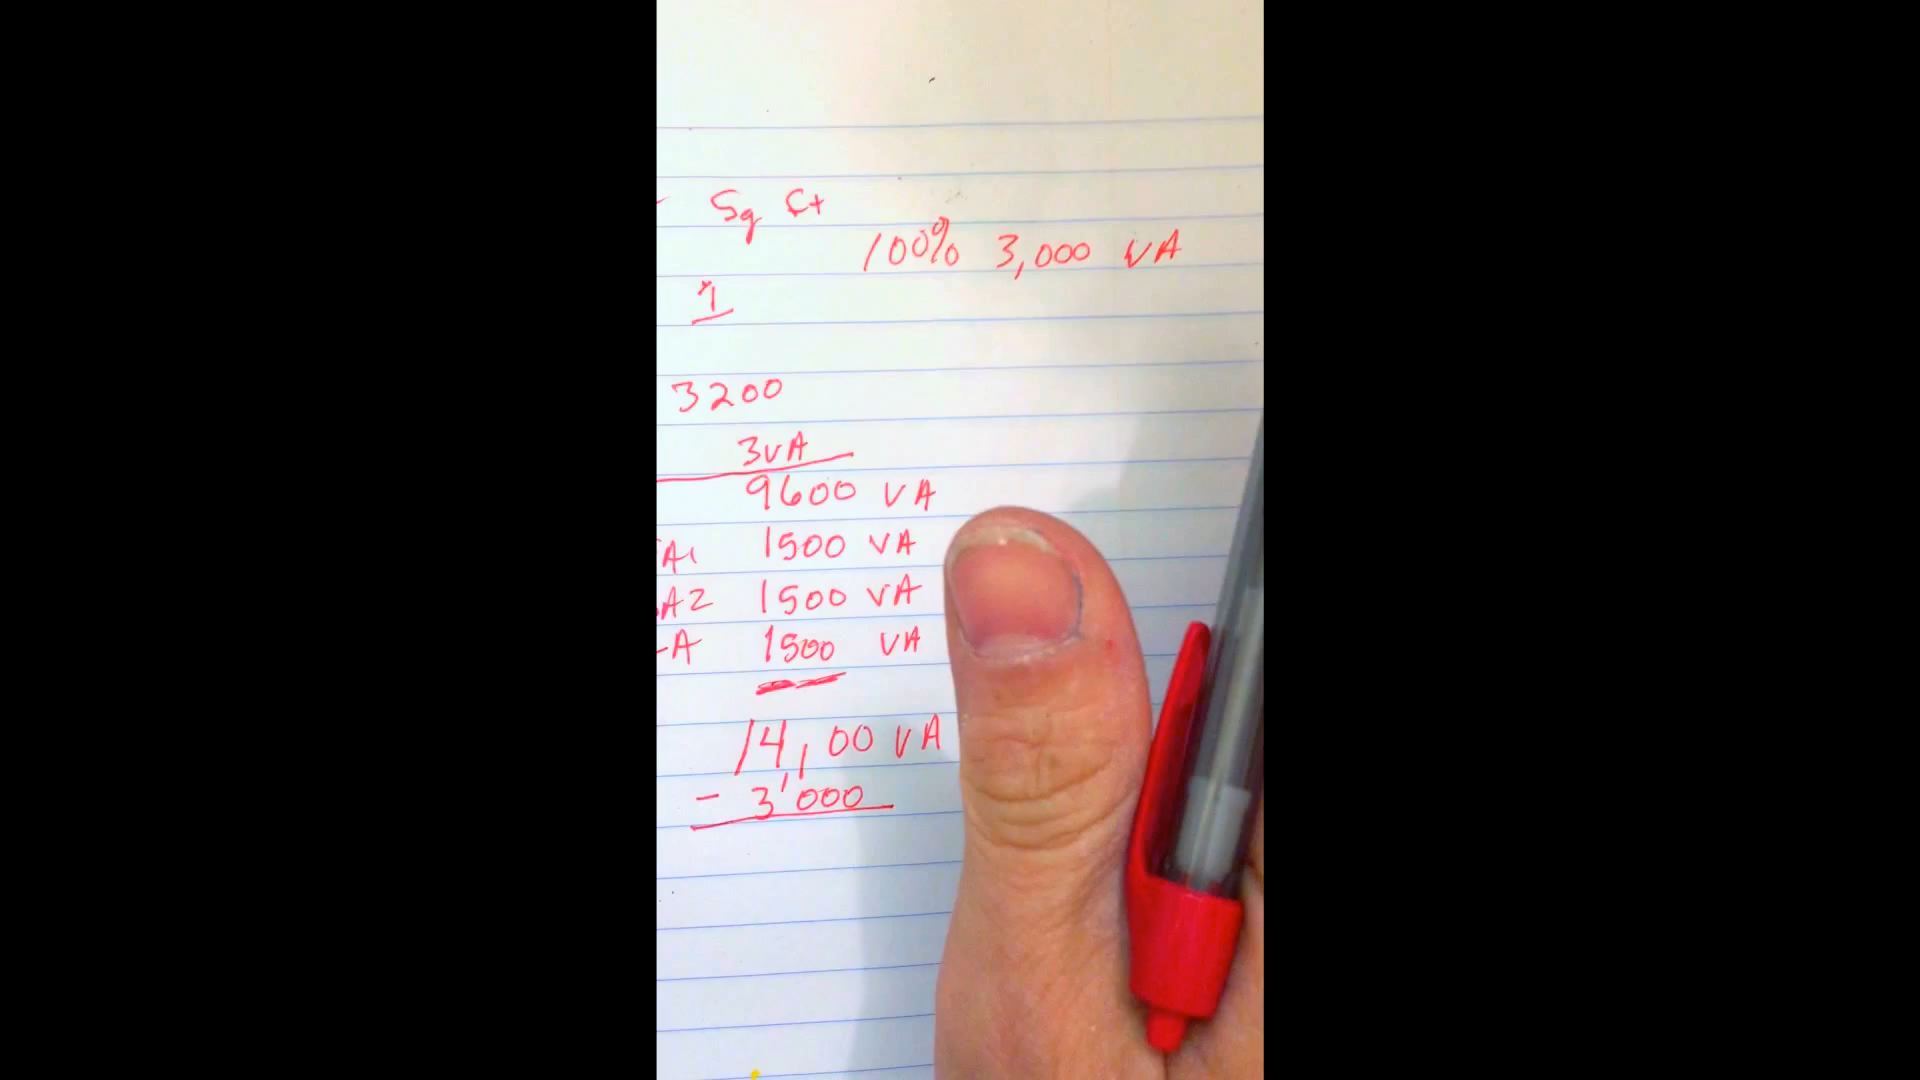 Sq Ft
100% 3,000 VA
1
3200
3VA
9600 VA
A1 1500 VA
A2 1500 VA
A 1500 VA
14,00 VA
- 3,000